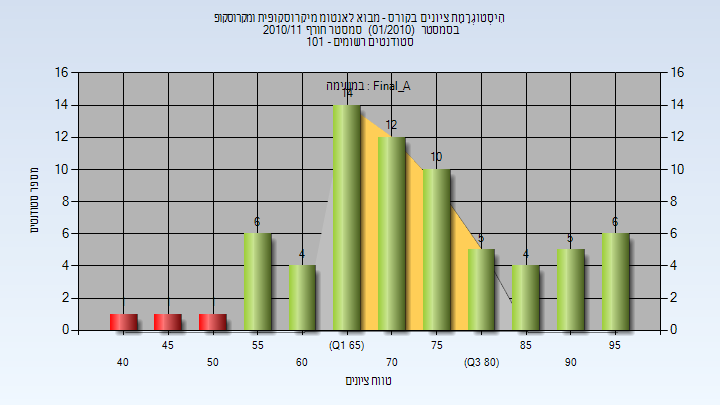 היסטוגרמת ציונים בקורס - מבוא לאנטומ מיקרוסקופית ומקרוסקופ
בסמסטר (01/2010) סמסטר חורף 2010/11
סטודנטים רשומים - 101
במשימה : Final_A
מספר סטודנטים
16 16
14 14 14
12 12 12
10 10 10
8 8
6 6 6 6
5 5
4 4 4 4
2 2
0 0
45 55 (Q1 65) 75 85 95
40 50 60 70 (Q3 80) 90
טווח ציונים